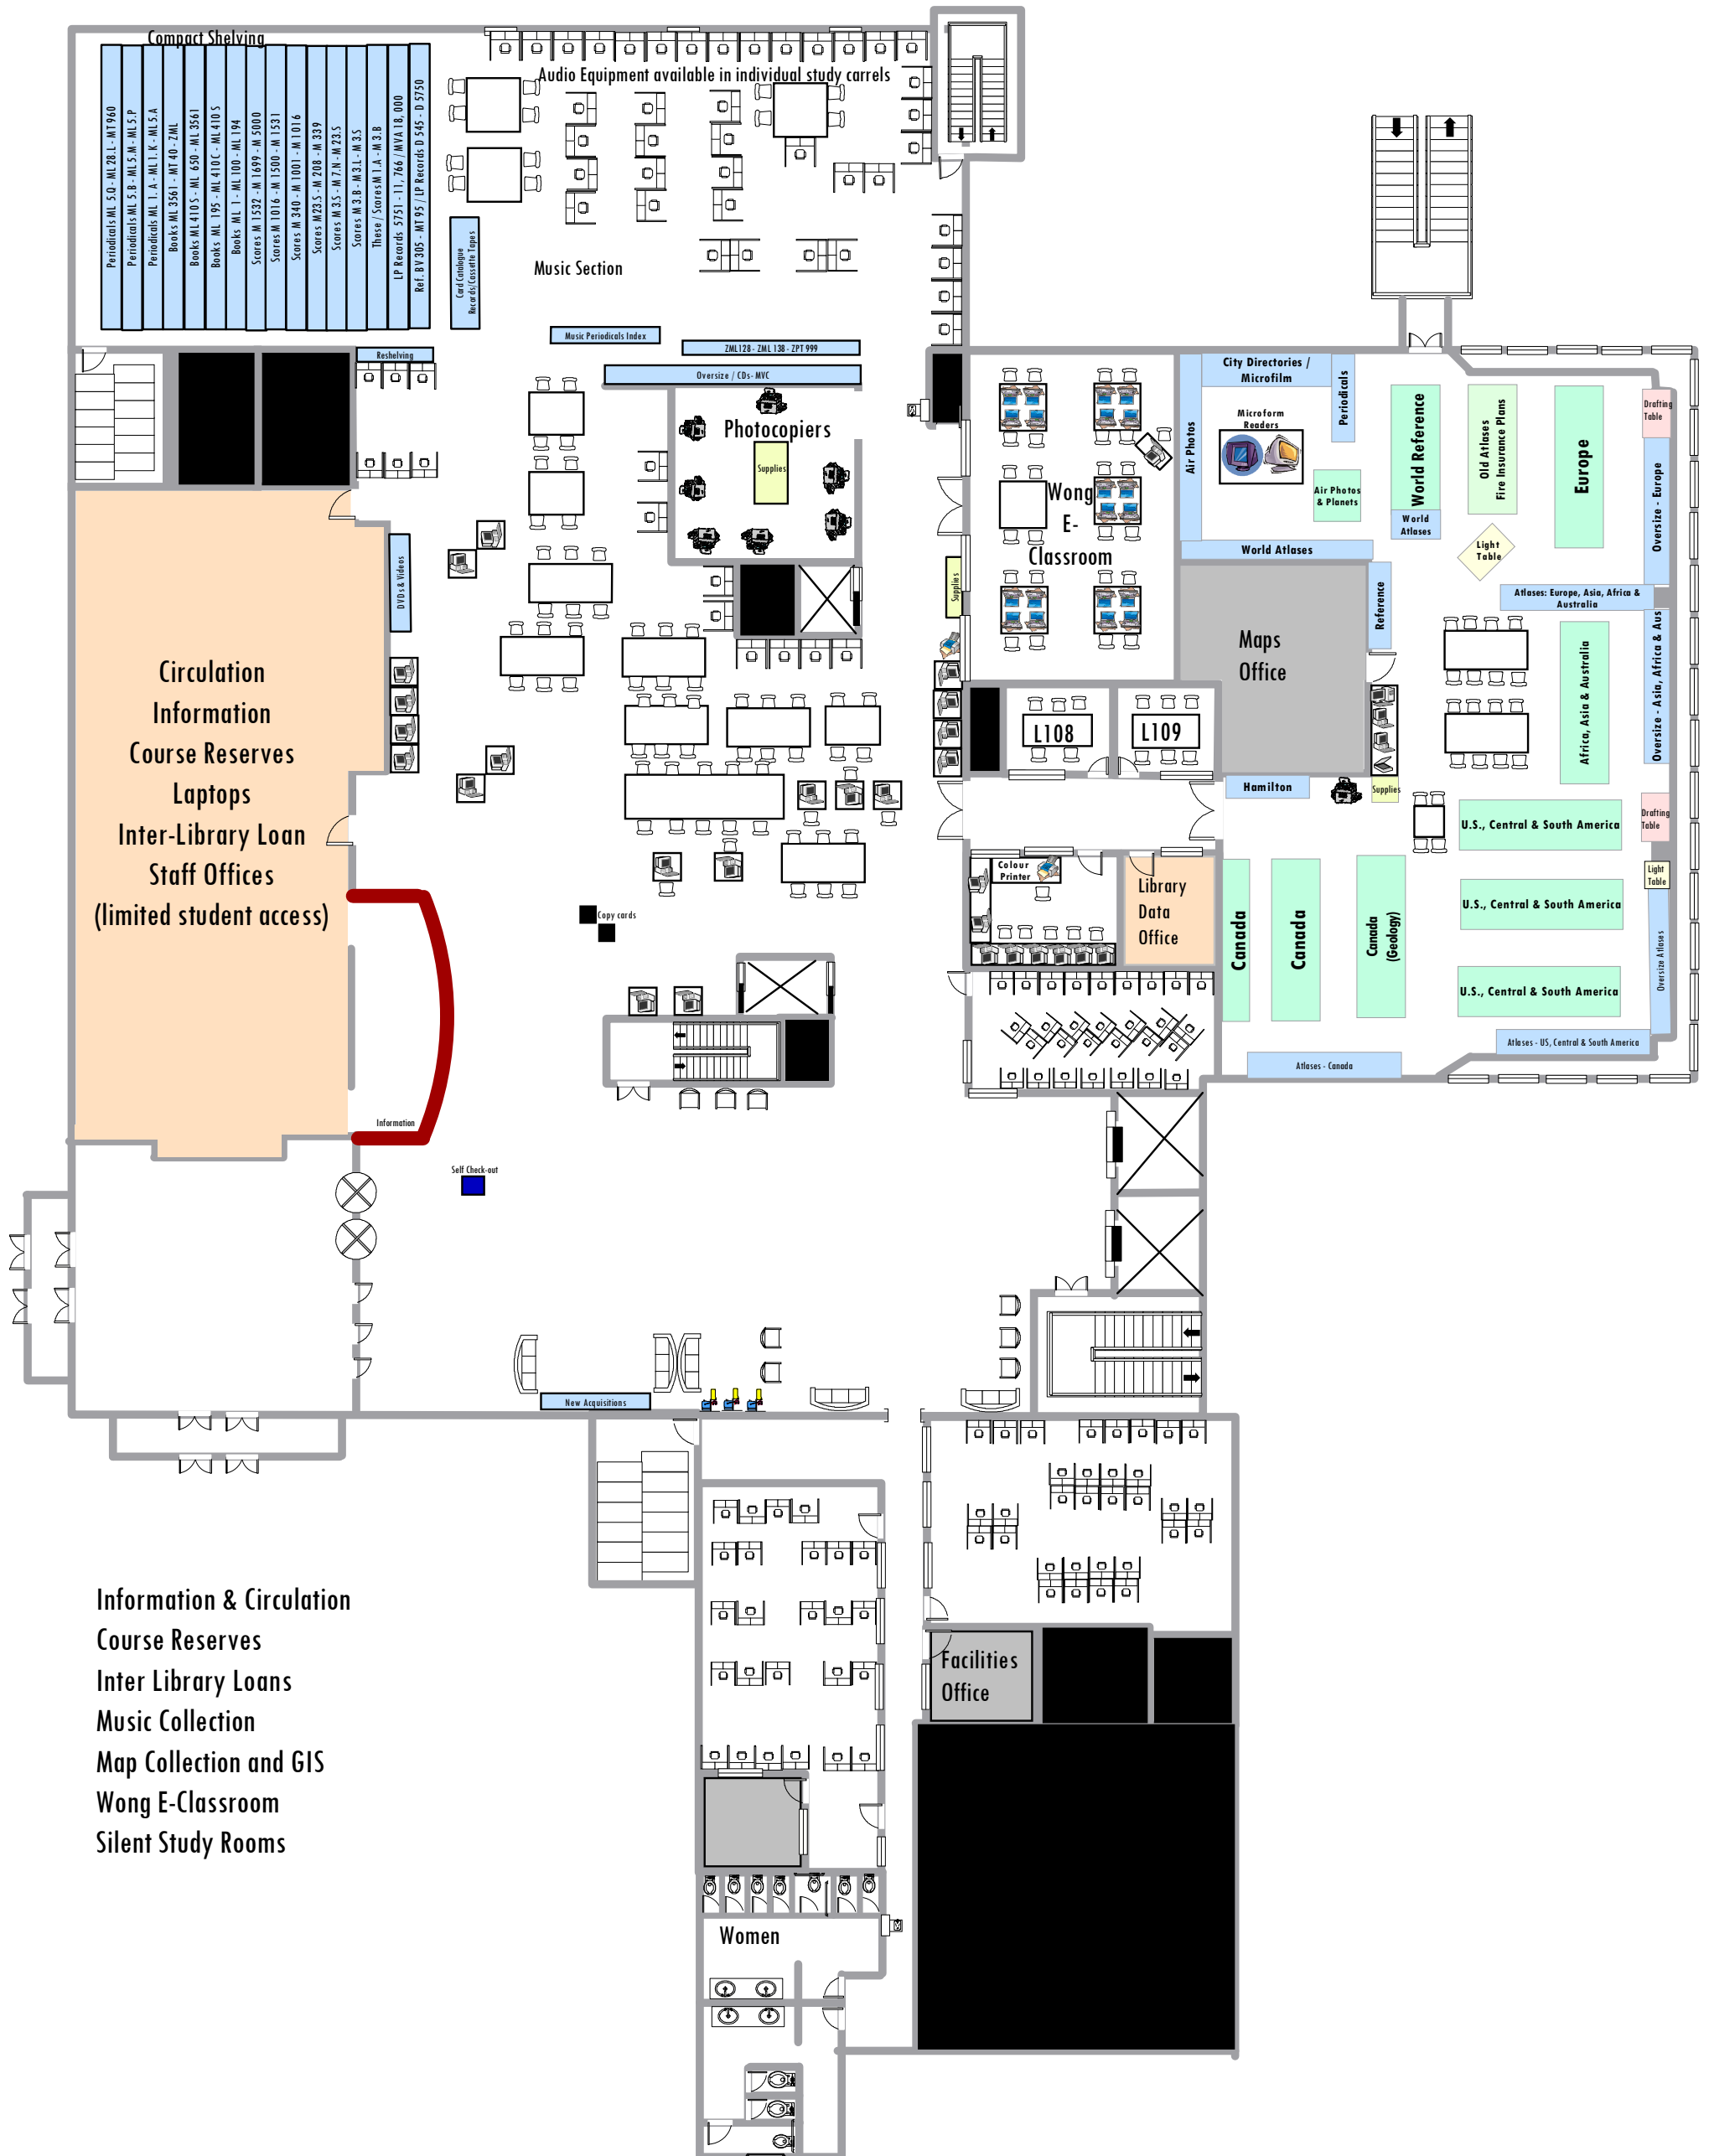 Compact Shelving
Periodicals ML 5.Q - ML 28.L - MT 960
Periodicals ML 5.B - ML 5.M - ML 5.P
Periodicals ML 1. A - ML 1. K - ML 5.A
Books ML 3561 - MT 40 - ZML
Books ML 410 S - ML 650 - ML 3561
Books ML 195 - ML 410 C - ML 410 S
Books ML 1 - ML 100 - ML 194
Scores M 1532 - M 1699 - M 5000
Scores M 1016 - M 1500 - M 1531
Scores M 340 - M 1001 - M 1016
Scores M 23.S - M 208 - M 339
Scores M 3.S - M 7.N - M 23.S
Scores M 3.B - M 3.L - M 3.S
These / Scores M 1.A - M 3.B
LP Records 5751 - 11, 766 / MVA 18, 000
Ref. BV 305 - MT 95 / LP Records D 545 - D 5750
Audio Equipment available in individual study carrels
Card Catalogue
Records/Cassette Tapes
Music Section
Music Periodicals Index
ZML128 - ZML 138 - ZPT 999
Reshelving
Oversize / CDs- MVC
Photocopiers
Supplies
DVDs & Videos
Circulation
Information
Course Reserves
Laptops
Inter-Library Loan
Staff Offices
(limited student access)
Information
Copy cards
Self Check-out
New Acquisitions
Wong
E-
Classroom
Supplies
L108
L109
Colour
Printer
Library
Data
Office
City Directories /
Microfilm
Periodicals
Air Photos
Microform
Readers
Air Photos
& Planets
World Atlases
World Reference
World
Atlases
Old Atlases
Fire Insurance Plans
Europe
Drafting
Table
Oversize - Europe
Light
Table
Atlases: Europe, Asia, Africa &
Australia
Maps
Office
Reference
Africa, Asia & Australia
Oversize - Asia, Africa & Aus
Hamilton
Supplies
U.S., Central & South America
Drafting
Table
Light
Table
U.S., Central & South America
Canada
Canada
Canada
(Geology)
U.S., Central & South America
Oversize Atlases
Atlases - US, Central & South America
Atlases - Canada
Facilities
Office
Women
Information & Circulation
Course Reserves
Inter Library Loans
Music Collection
Map Collection and GIS
Wong E-Classroom
Silent Study Rooms